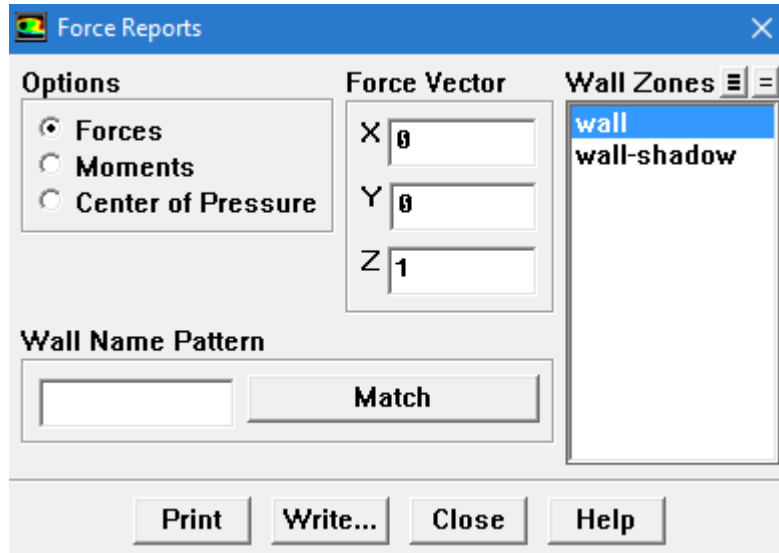 Force Reports
Options
Forces
Moments
Center of Pressure
Force Vector
X 0
Y 0
Z 1
Wall Zones
wall
wall-shadow
Wall Name Pattern
Match
Print Write... Close Help